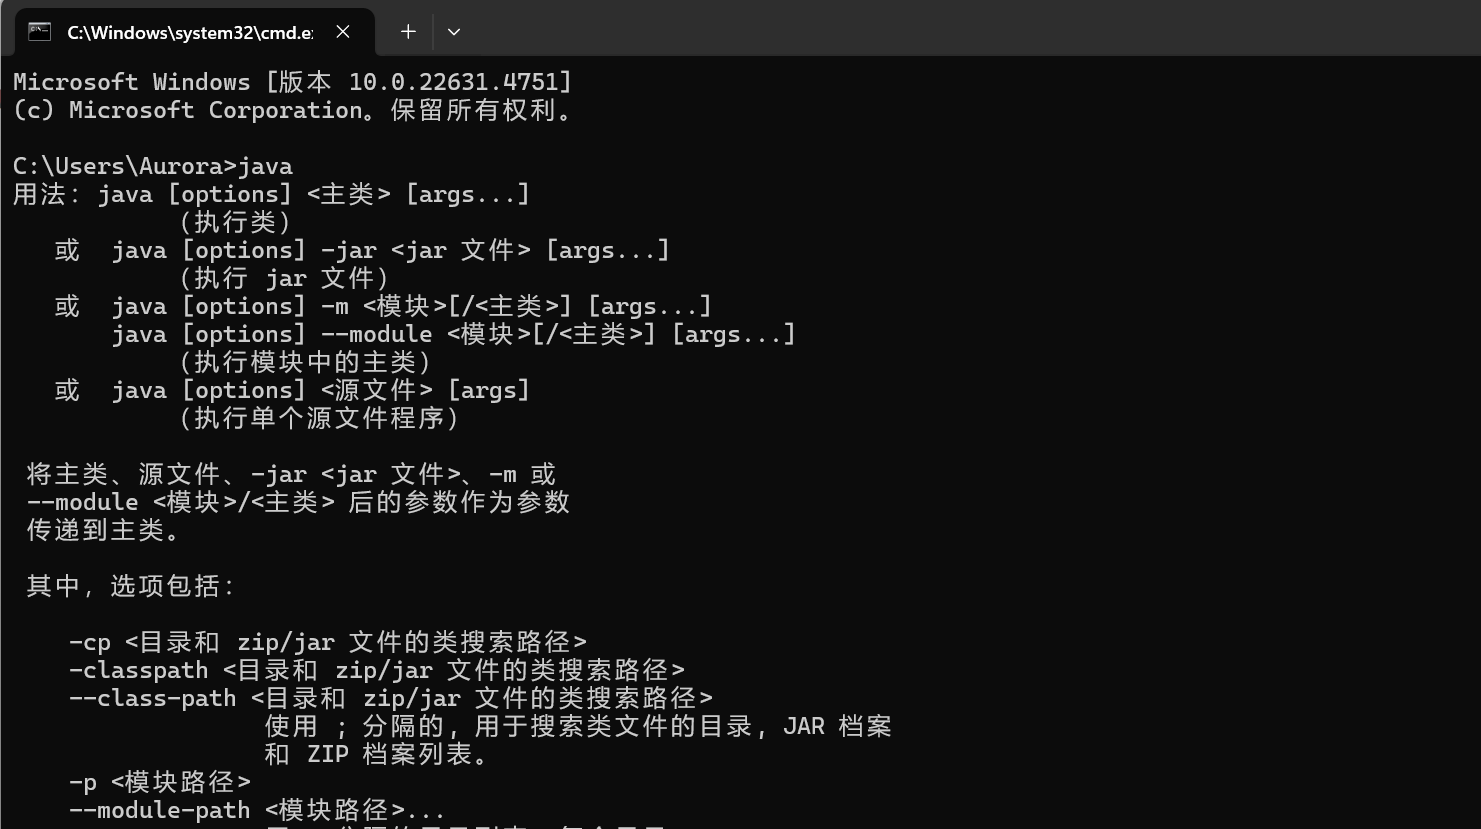 C:\Windows\system32\cmd.e
Microsoft Windows [版本 10.0.22631.4751]
(c) Microsoft Corporation。保留所有权利。
C:\Users\Aurora>java
用法：java [options] <主类> [args...]
（执行类）
或 java [options] -jar <jar 文件> [args...]
（执行 jar 文件）
或 java [options] -m <模块>[/<主类>] [args...]
java [options] --module <模块>[/<主类>] [args...]
（执行模块中的主类）
或 java [options] <源文件> [args]
（执行单个源文件程序）
将主类、源文件、-jar <jar 文件>、-m 或
--module <模块>/<主类> 后的参数作为参数
传递到主类。
其中，选项包括：
-cp <目录和 zip/jar 文件的类搜索路径>
-classpath <目录和 zip/jar 文件的类搜索路径>
--class-path <目录和 zip/jar 文件的类搜索路径>
使用 ; 分隔的, 用于搜索类文件的目录, JAR 档案
和 ZIP 档案列表。
-p <模块路径>
--module-path <模块路径>...